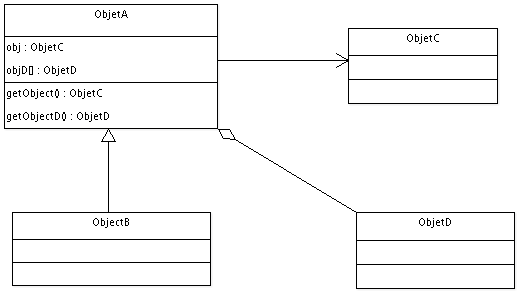 ObjetA
obj : ObjetC
objD[] : ObjetD
getObject() : ObjetC
getObjectD() : ObjetD
ObjetC
ObjectB
ObjetD